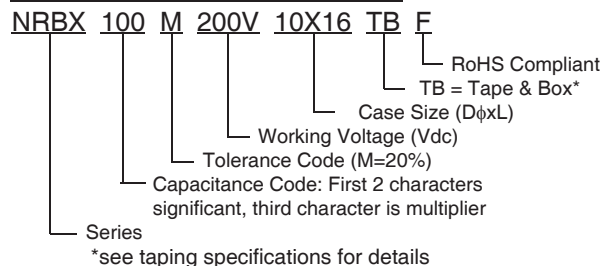 NRBX 100 M 200V 10X16 TB F
RoHS Compliant
TB = Tape & Box*
Case Size (DϕxL)
Working Voltage (Vdc)
Tolerance Code (M=20%)
Capacitance Code: First 2 characters
significant, third character is multiplier
Series
*see taping specifications for details